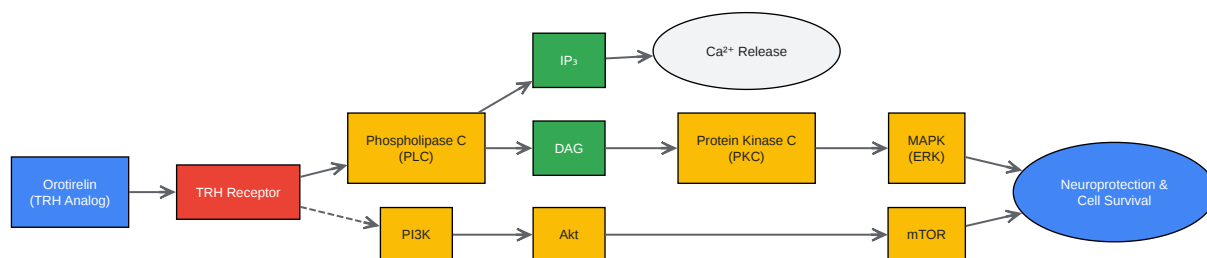 IP₃
Ca²⁺ Release
Phospholipase C
(PLC)
DAG
Protein Kinase C
(PKC)
MAPK
(ERK)
Orotirelin
(TRH Analog)
TRH Receptor
Neuroprotection &
Cell Survival
PI3K
Akt
mTOR